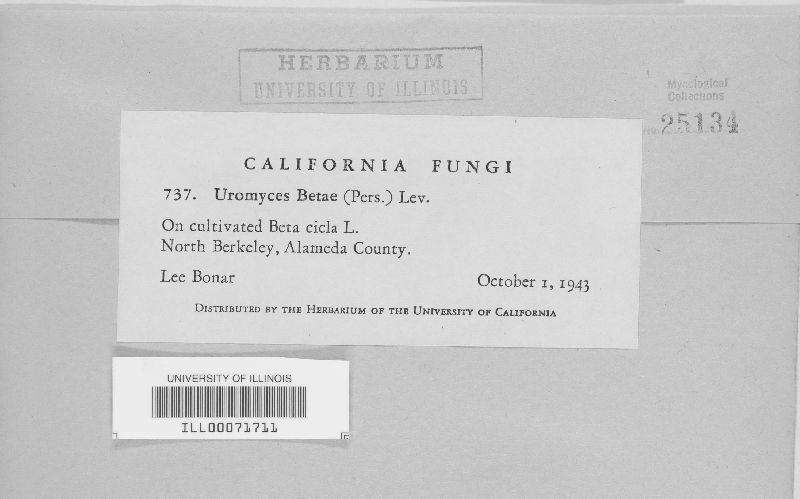 HERBARIUM
UNIVERSITY OF ILLINOIS
Mycological
Collections
No. 25134
CALIFORNIA FUNGI
737. Uromyces Betae (Pers.) Lev.
On cultivated Beta cicla L.
North Berkeley, Alameda County.
Lee Bonar October 1, 1943
DISTRIBUTED BY THE HERBARIUM OF THE UNIVERSITY OF CALIFORNIA
UNIVERSITY OF ILLINOIS
ILL00071711